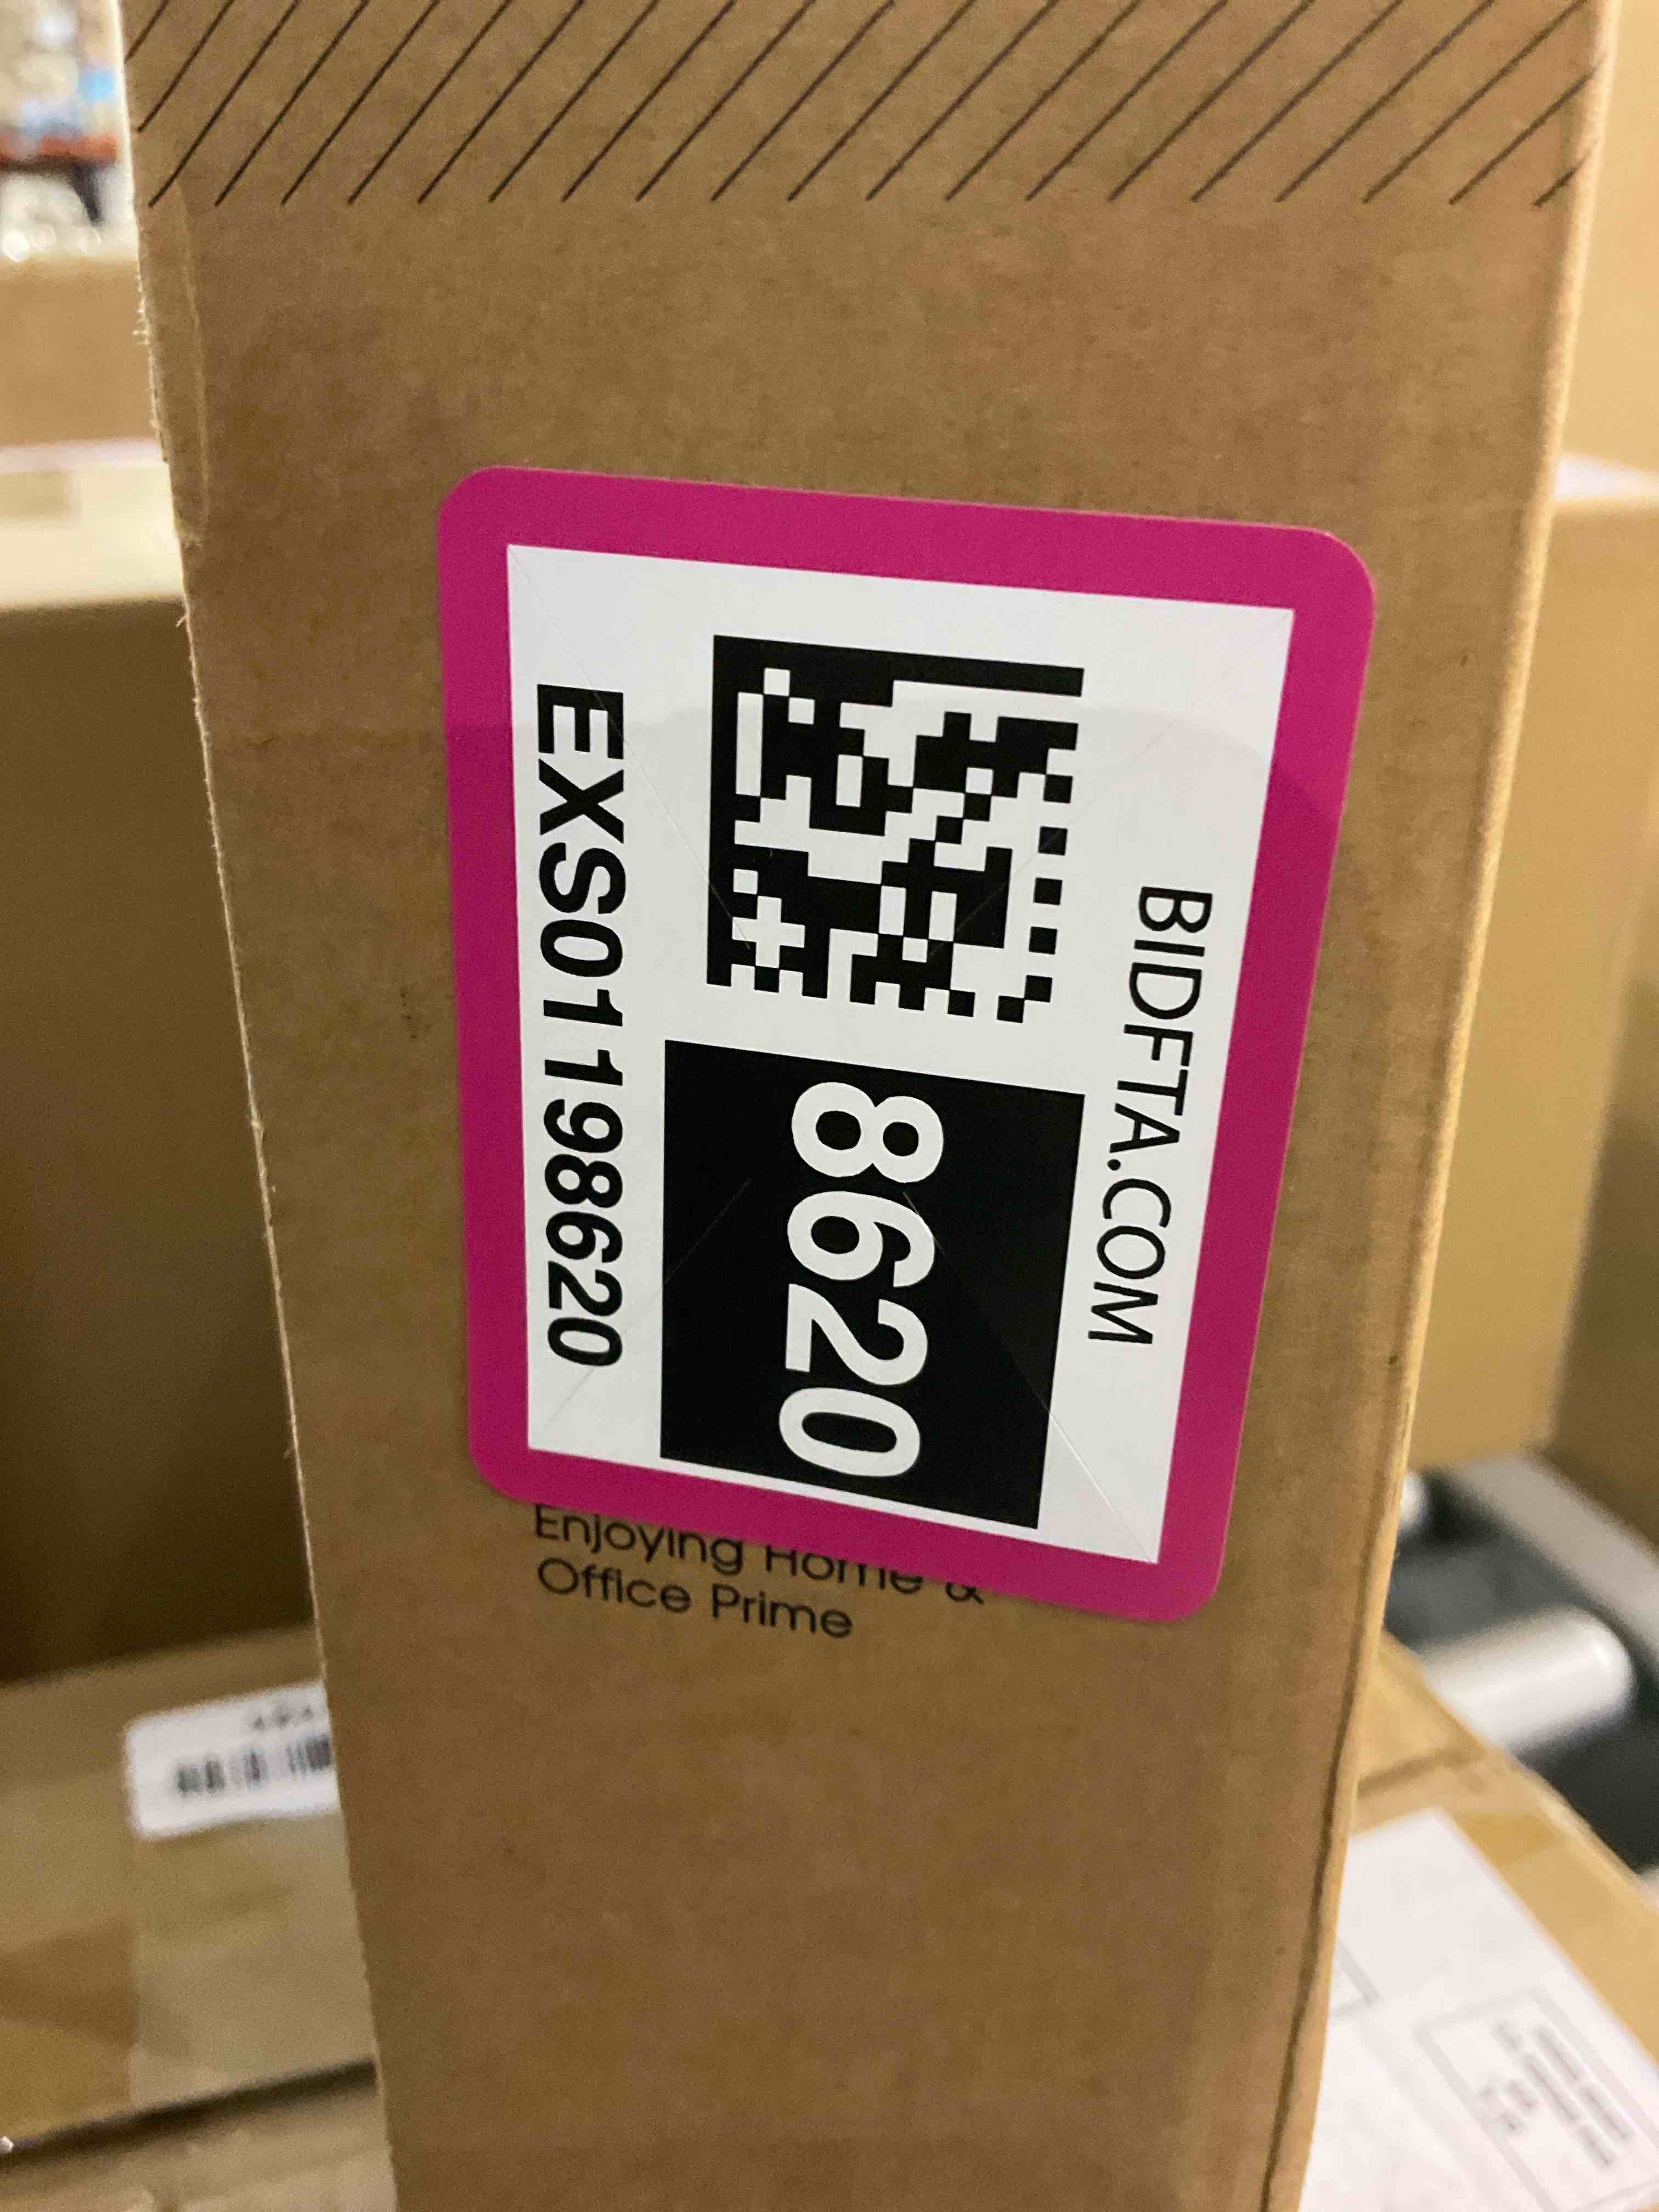 BIDFTA.COM
8620
EXS01198620
Enjoying Home &
Office Prime